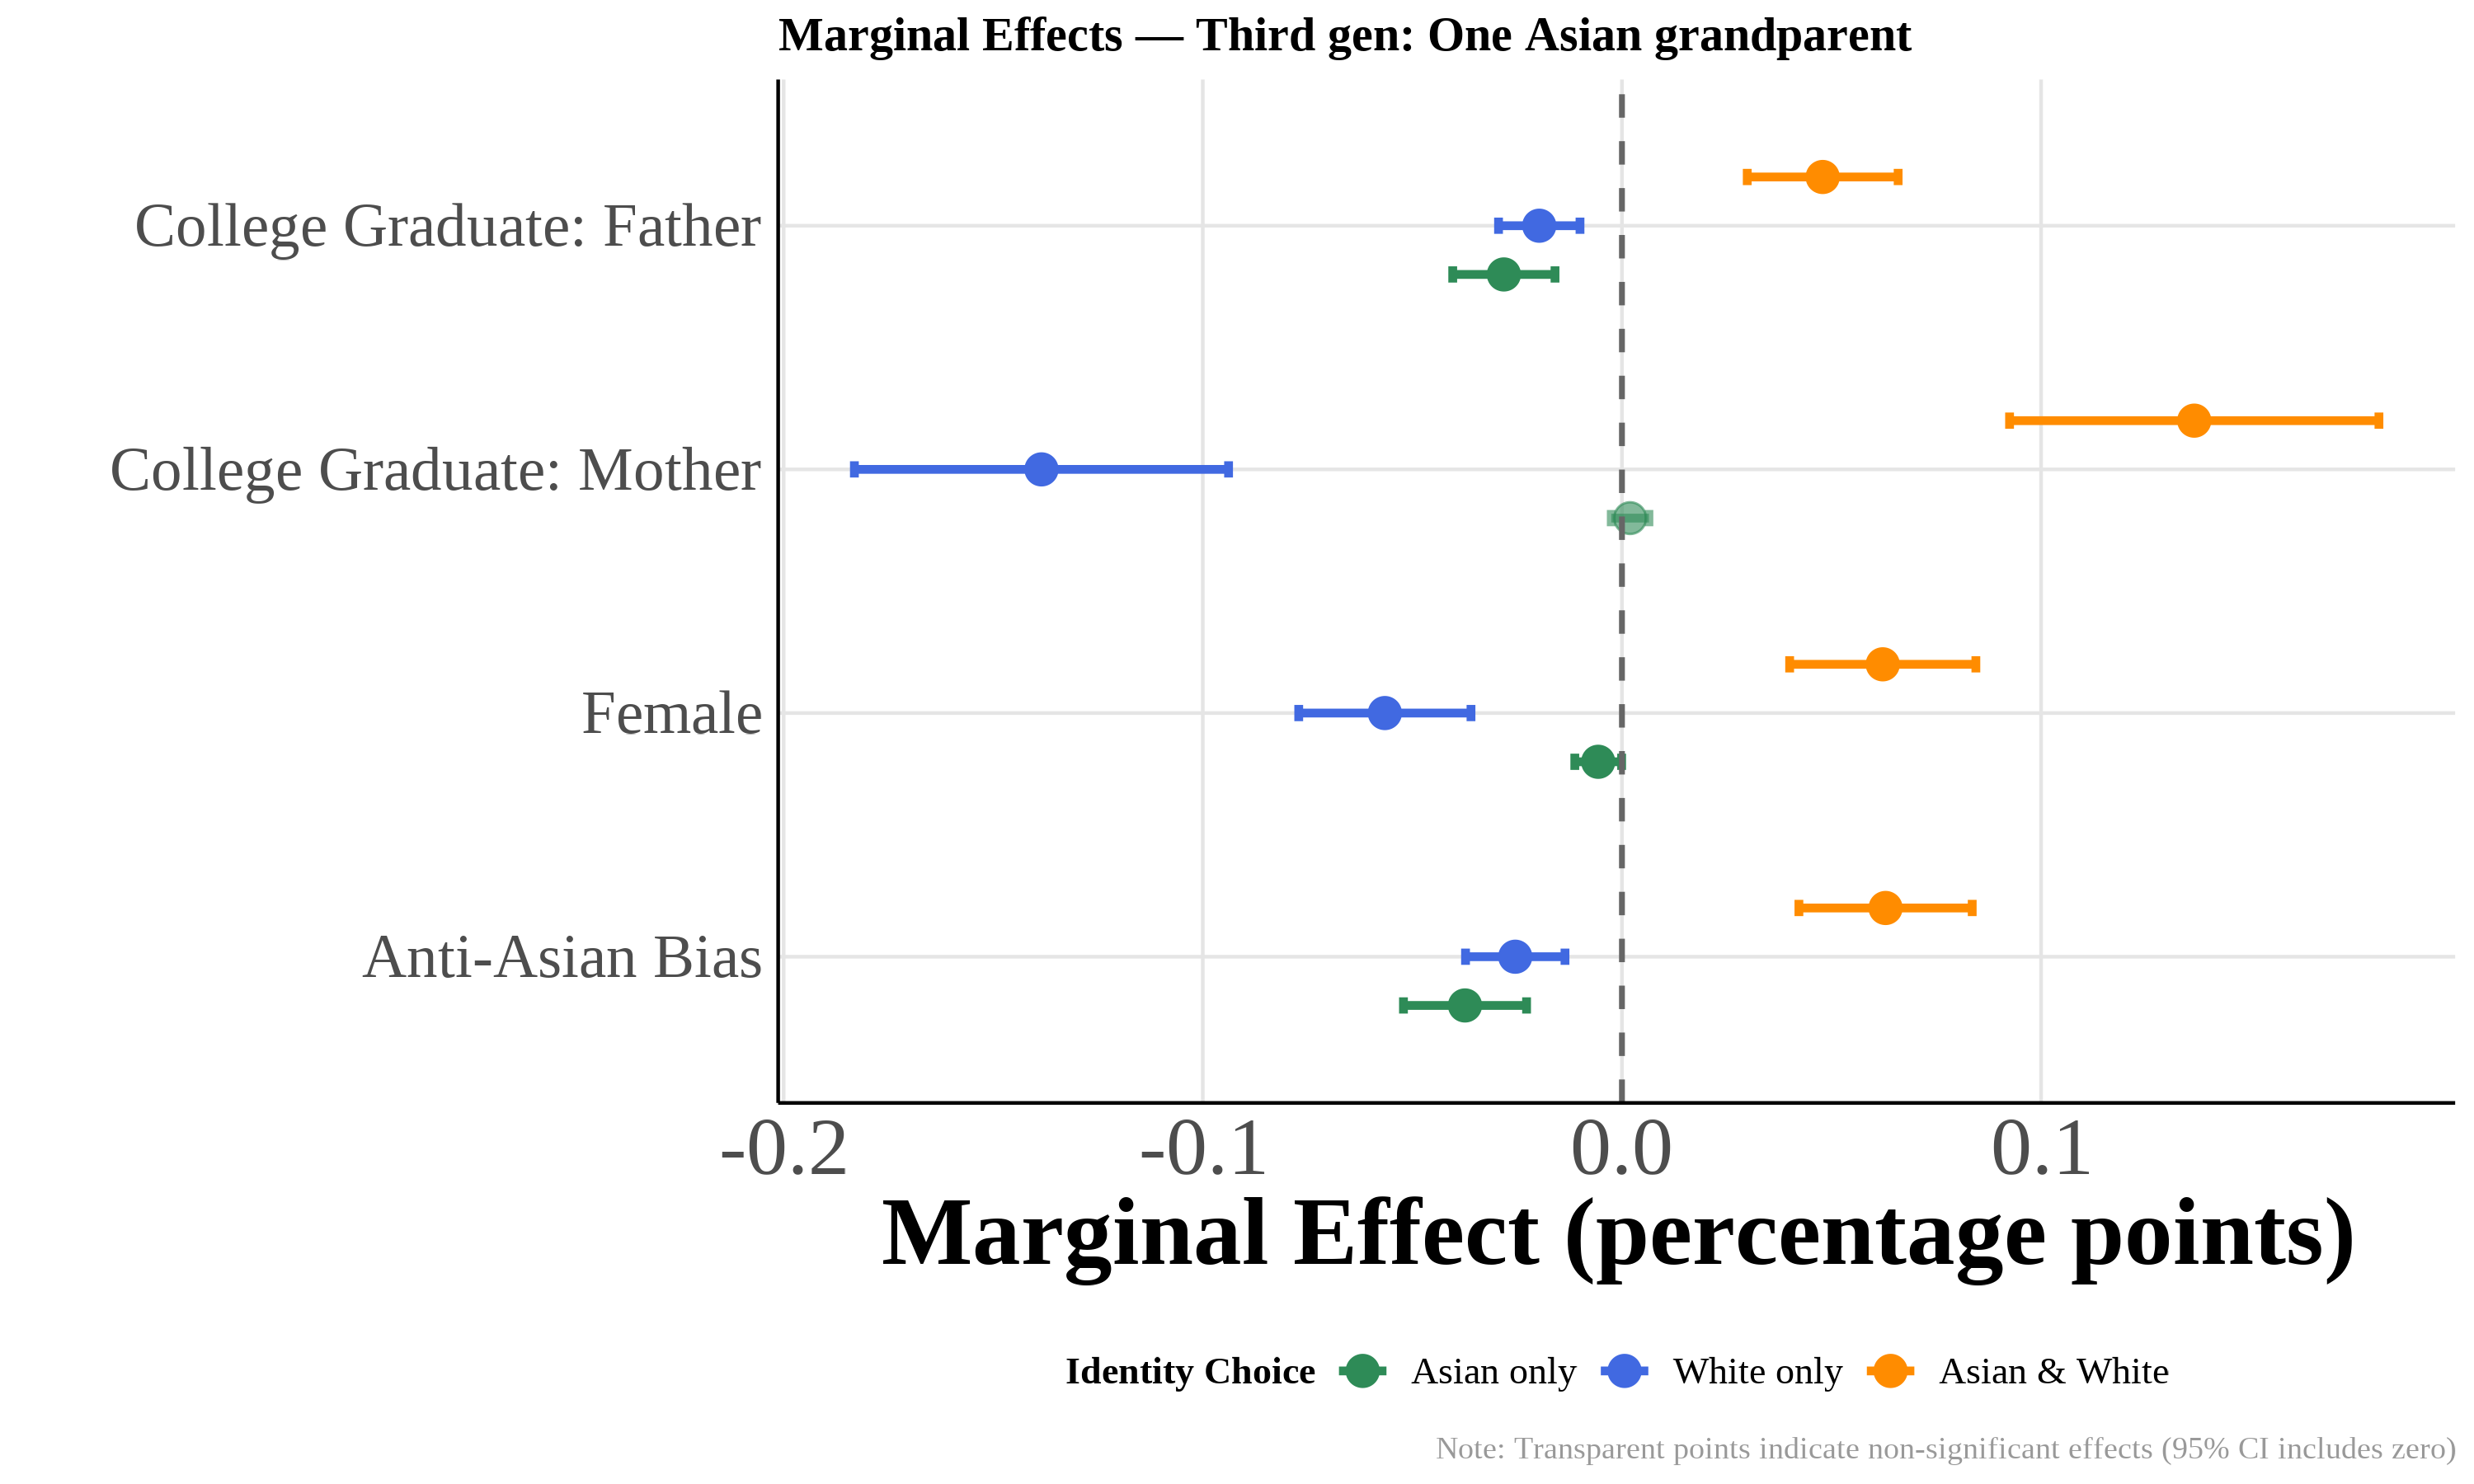 Marginal Effects — Third gen: One Asian grandparent
College Graduate: Father
College Graduate: Mother
Female
Anti-Asian Bias
-0.2 -0.1 0.0 0.1
Marginal Effect (percentage points)
Identity Choice Asian only White only Asian & White
Note: Transparent points indicate non-significant effects (95% CI includes zero)